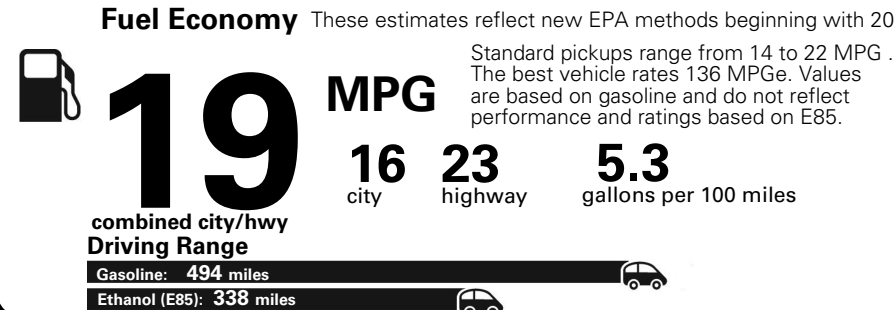 Fuel Economy These estimates reflect new EPA methods beginning with 20
Standard pickups range from 14 to 22 MPG .
The best vehicle rates 136 MPGe. Values
are based on gasoline and do not reflect
performance and ratings based on E85.
19 MPG
16 23 5.3
city highway gallons per 100 miles
combined city/hwy
Driving Range
Gasoline: 494 miles
Ethanol (E85): 338 miles